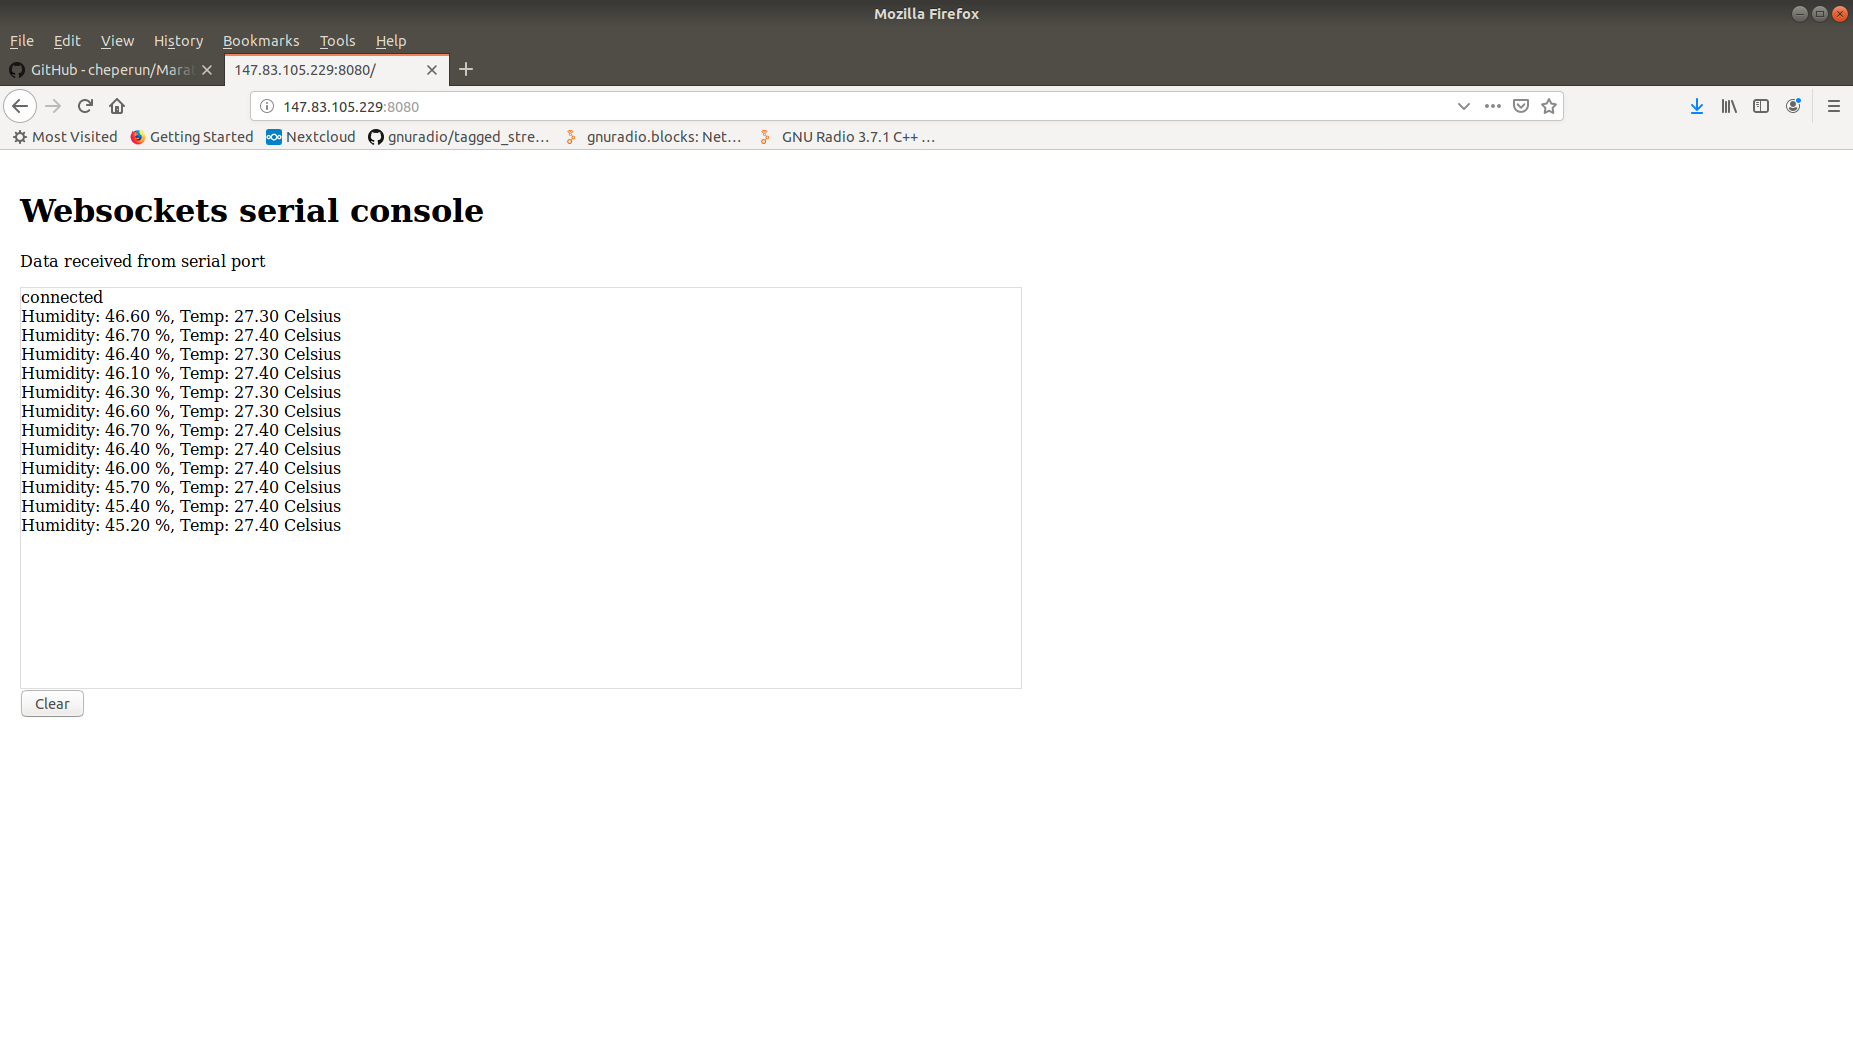 Mozilla Firefox
File Edit View History Bookmarks Tools Help
GitHub - cheperun/Mara
147.83.105.229:8080/
147.83.105.229:8080
Most Visited Getting Started Nextcloud gnuradio/tagged_stre… gnuradio.blocks: Net… GNU Radio 3.7.1 C++ …
Websockets serial console
Data received from serial port
connected
Humidity: 46.60 %, Temp: 27.30 Celsius
Humidity: 46.70 %, Temp: 27.40 Celsius
Humidity: 46.40 %, Temp: 27.30 Celsius
Humidity: 46.10 %, Temp: 27.40 Celsius
Humidity: 46.30 %, Temp: 27.30 Celsius
Humidity: 46.60 %, Temp: 27.30 Celsius
Humidity: 46.70 %, Temp: 27.40 Celsius
Humidity: 46.40 %, Temp: 27.40 Celsius
Humidity: 46.00 %, Temp: 27.40 Celsius
Humidity: 45.70 %, Temp: 27.40 Celsius
Humidity: 45.40 %, Temp: 27.40 Celsius
Humidity: 45.20 %, Temp: 27.40 Celsius
Clear